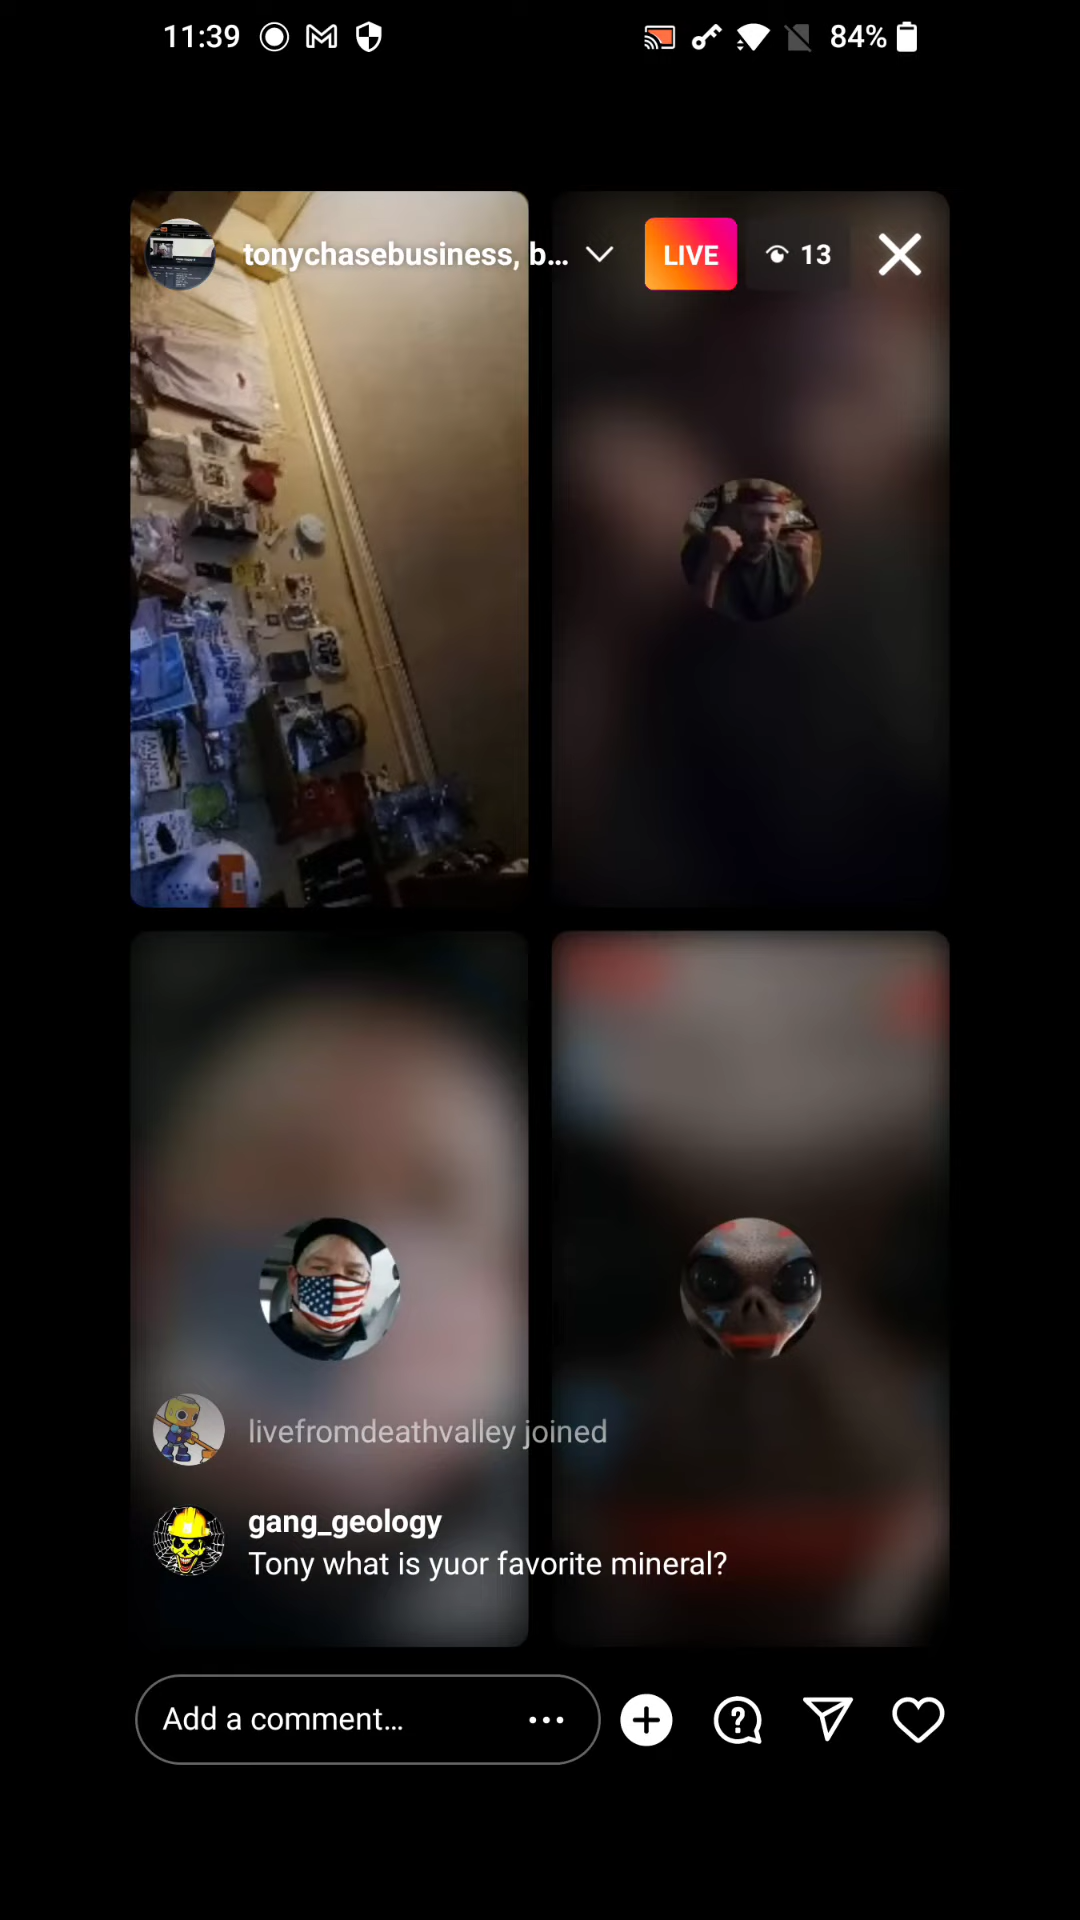 11:39
84%
tonychasebusiness, b...
LIVE
13
livefromdeathvalley joined
gang_geology
Tony what is yuor favorite mineral?
Add a comment...